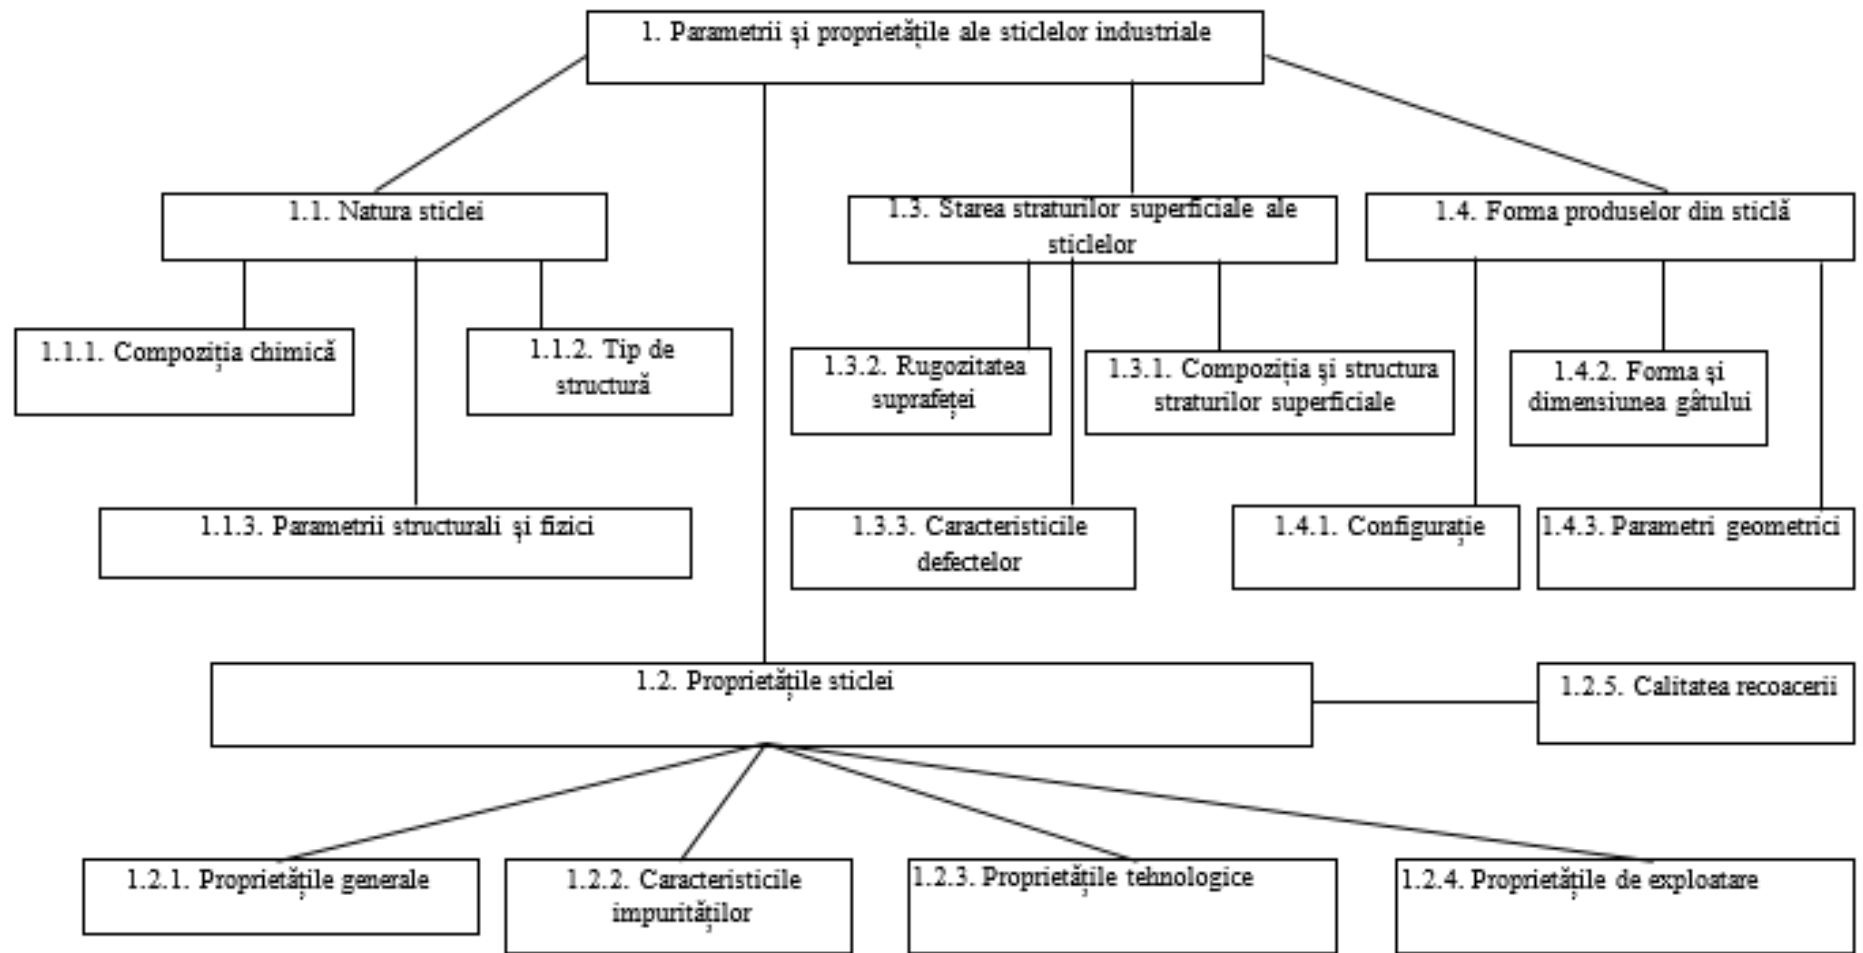 1. Parametrii și proprietățile ale sticlelor industriale
1.1. Natura sticlei
1.3. Starea straturilor superficiale ale
sticlelor
1.4. Forma produselor din sticlă
1.1.1. Compoziția chimică
1.1.2. Tip de
structură
1.3.2. Rugozitatea
suprafeței
1.3.1. Compoziția și structura
straturilor superficiale
1.4.2. Forma și
dimensiunea gâtului
1.1.3. Parametrii structurali și fizici
1.3.3. Caracteristicile
defectelor
1.4.1. Configurație
1.4.3. Parametri geometrici
1.2. Proprietățile sticlei
1.2.5. Calitatea recoacerii
1.2.1. Proprietățile generale
1.2.2. Caracteristicile
impurităților
1.2.3. Proprietățile tehnologice
1.2.4. Proprietățile de exploatare